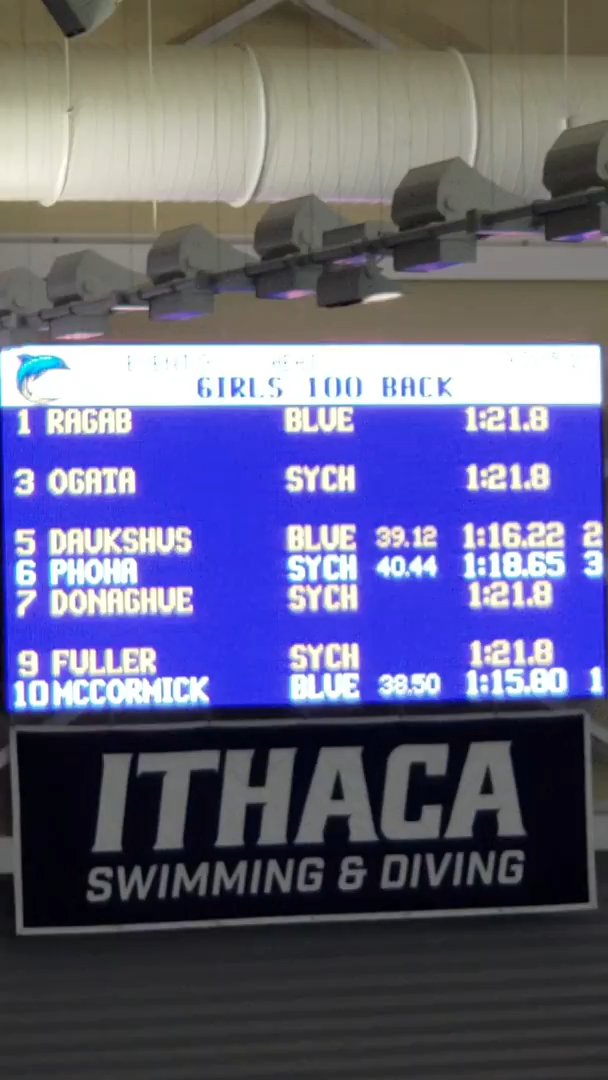 GIRLS 100 BACK
1 RAGAB BLUE 1:21.8
3 OGATA SYCH 1:21.8
5 DAUKSHUS BLUE 39.12 1:16.22 2
6 PHOHA SYCH 40.44 1:18.65 3
7 DONAGHUE SYCH 1:21.8
9 FULLER SYCH 1:21.8
10 MCCORMICK BLUE 38.50 1:15.80 1
ITHACA
SWIMMING & DIVING